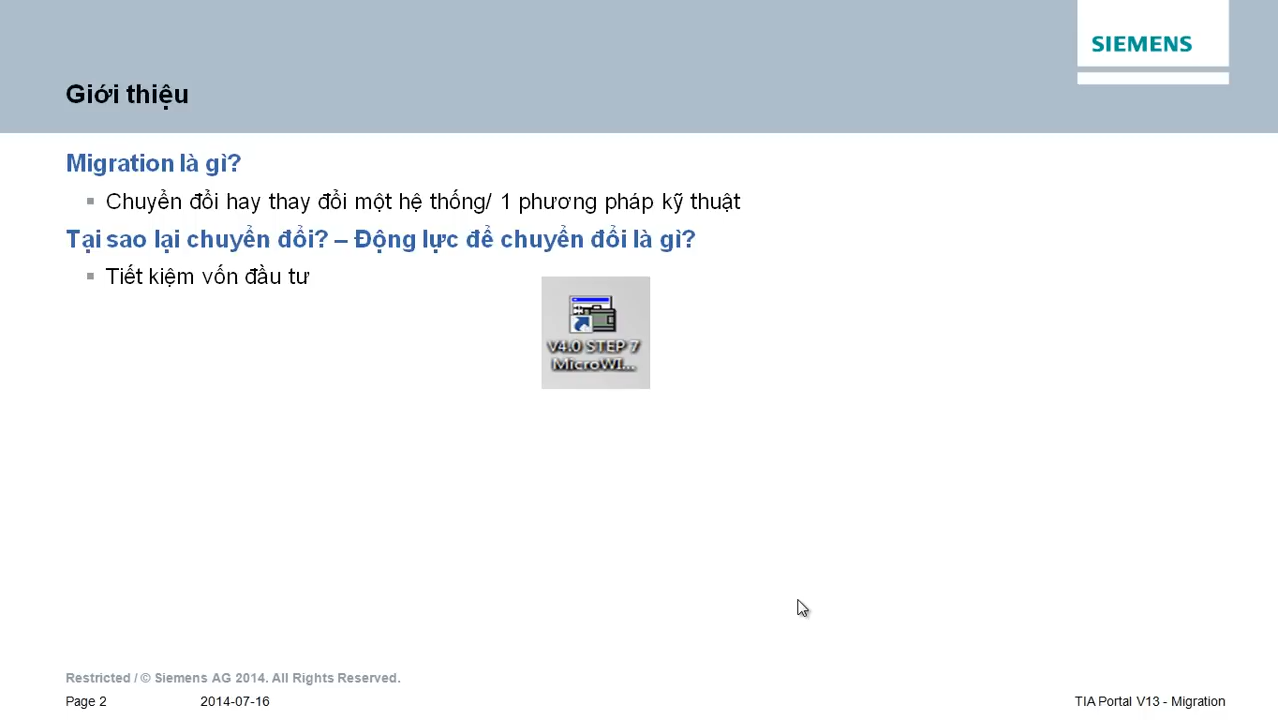 SIEMENS
Giới thiệu
Migration là gì?
Chuyển đổi hay thay đổi một hệ thống/ 1 phương pháp kỹ thuật
Tại sao lại chuyển đổi? – Động lực để chuyển đổi là gì?
Tiết kiệm vốn đầu tư
V4.0 STEP 7
MicroWI...
Restricted / © Siemens AG 2014. All Rights Reserved.
Page 2 2014-07-16 TIA Portal V13 - Migration